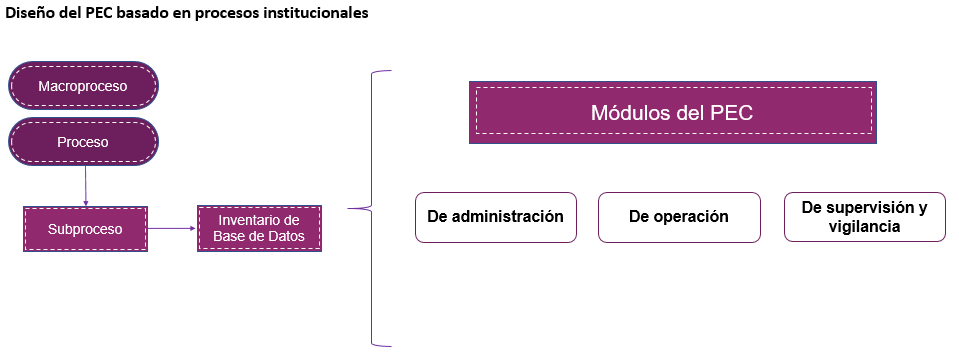 Diseño del PEC basado en procesos institucionales
Macroproceso
Proceso
Subproceso
Inventario de
Base de Datos
Módulos del PEC
De administración
De operación
De supervisión y
vigilancia